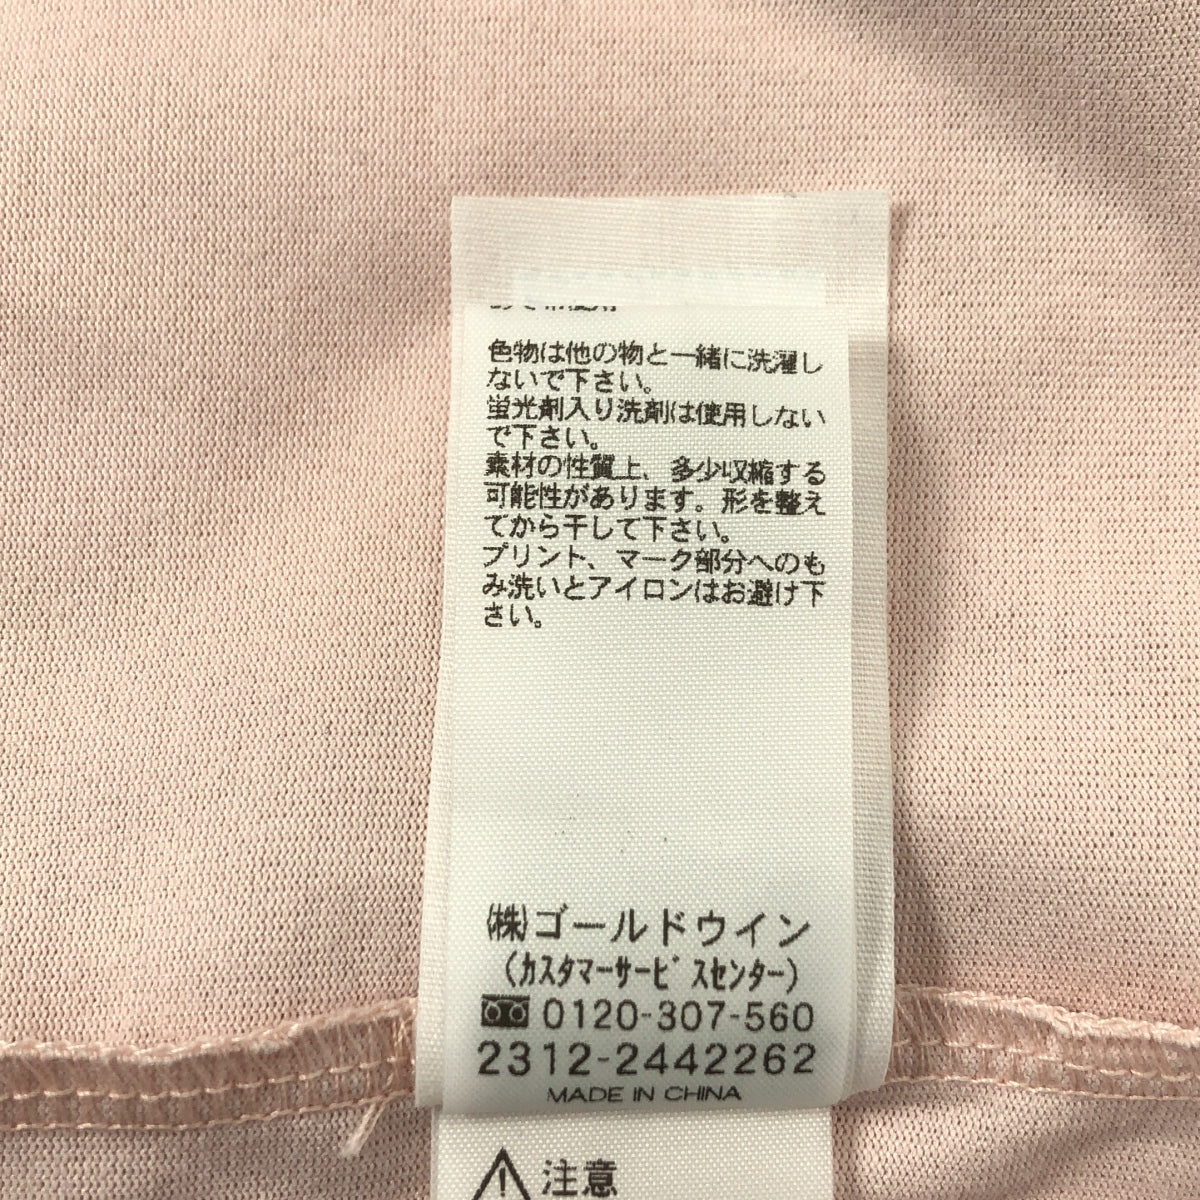 色物は他の物と一緒に洗濯し
ないで下さい。
蛍光剤入り洗剤は使用しない
で下さい。
素材の性質上、多少収縮する
可能性があります。形を整え
てから干して下さい。
プリント、マーク部分へのも
み洗いとアイロンはお避け下
さい。
(株)ゴールドウイン
(カスタマーサービスセンター)
0120-307-560
2312-2442262
MADE IN CHINA
注意